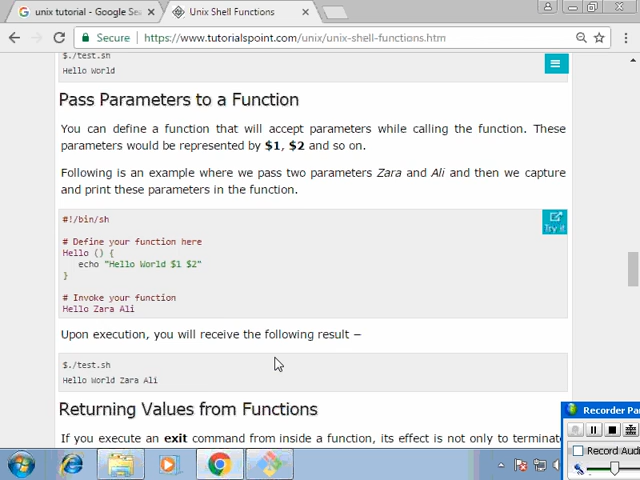 unix tutorial - Google Se
Unix Shell Functions
Secure
https://www.tutorialspoint.com/unix/unix-shell-functions.htm
$./test.sh
Hello World
Pass Parameters to a Function
You can define a function that will accept parameters while calling the function. These
parameters would be represented by $1, $2 and so on.
Following is an example where we pass two parameters Zara and Ali and then we capture
and print these parameters in the function.
#!/bin/sh
Try it
# Define your function here
Hello () {
echo "Hello World $1 $2"
}
# Invoke your function
Hello Zara Ali
Upon execution, you will receive the following result −
$./test.sh
Hello World Zara Ali
Returning Values from Functions
If you execute an exit command from inside a function, its effect is not only to terminate
Recorder Pa
Record Audi